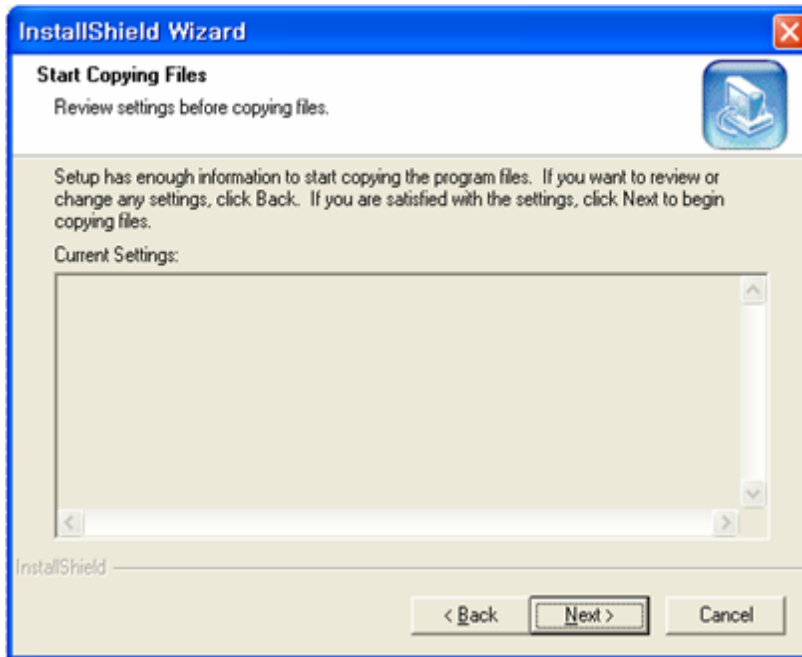 InstallShield Wizard
Start Copying Files
Review settings before copying files.
Setup has enough information to start copying the program files. If you want to review or
change any settings, click Back. If you are satisfied with the settings, click Next to begin
copying files.
Current Settings:
InstallShield
< Back
Next >
Cancel